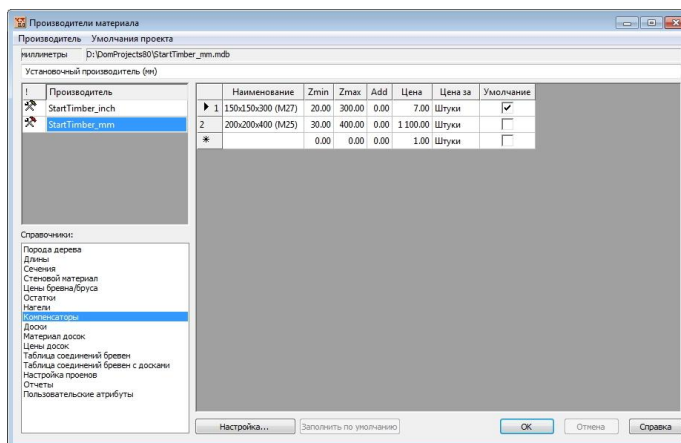 Производители материала
Производитель Умолчания проекта
миллиметры D:\DomProjects80\StartTimber_mm.mdb
Установочный производитель (мм)
! Производитель
StartTimber_inch
StartTimber_mm
Наименование Zmin Zmax Add Цена Цена за Умолчание
1 150x150x300 (M27) 20.00 300.00 0.00 7.00 Штуки
2 200x200x400 (M25) 30.00 400.00 0.00 1 100.00 Штуки
0.00 0.00 0.00 1.00 Штуки
Справочники:
Порода дерева
Длины
Сечения
Стеновой материал
Цены бревна/бруса
Остатки
Нагели
Компенсаторы
Доски
Материал досок
Цены досок
Таблица соединений бревен
Таблица соединений бревен с досками
Настройка проемов
Отчеты
Пользовательские атрибуты
Настройка... Заполнить по умолчанию OK Отмена Справка